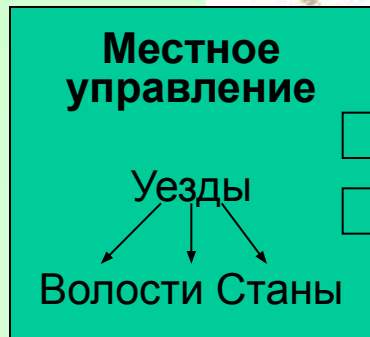 Местное
управление
Уезды
Волости Станы